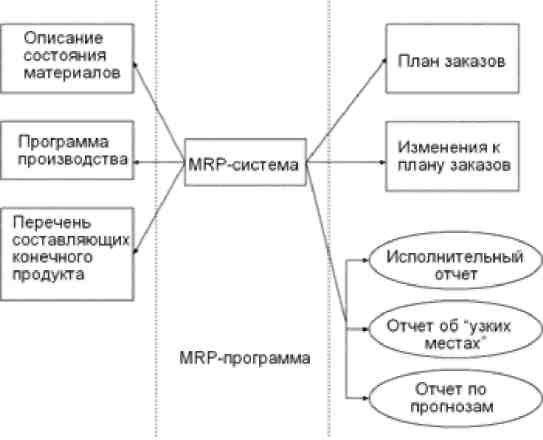 Описание
состояния
материалов
Программа
производства
Перечень
составляющих
конечного
продукта
MRP-система
MRP-программа
План заказов
Изменения к
плану заказов
Исполнительный
отчет
Отчет об "узких
местах"
Отчет по
прогнозам